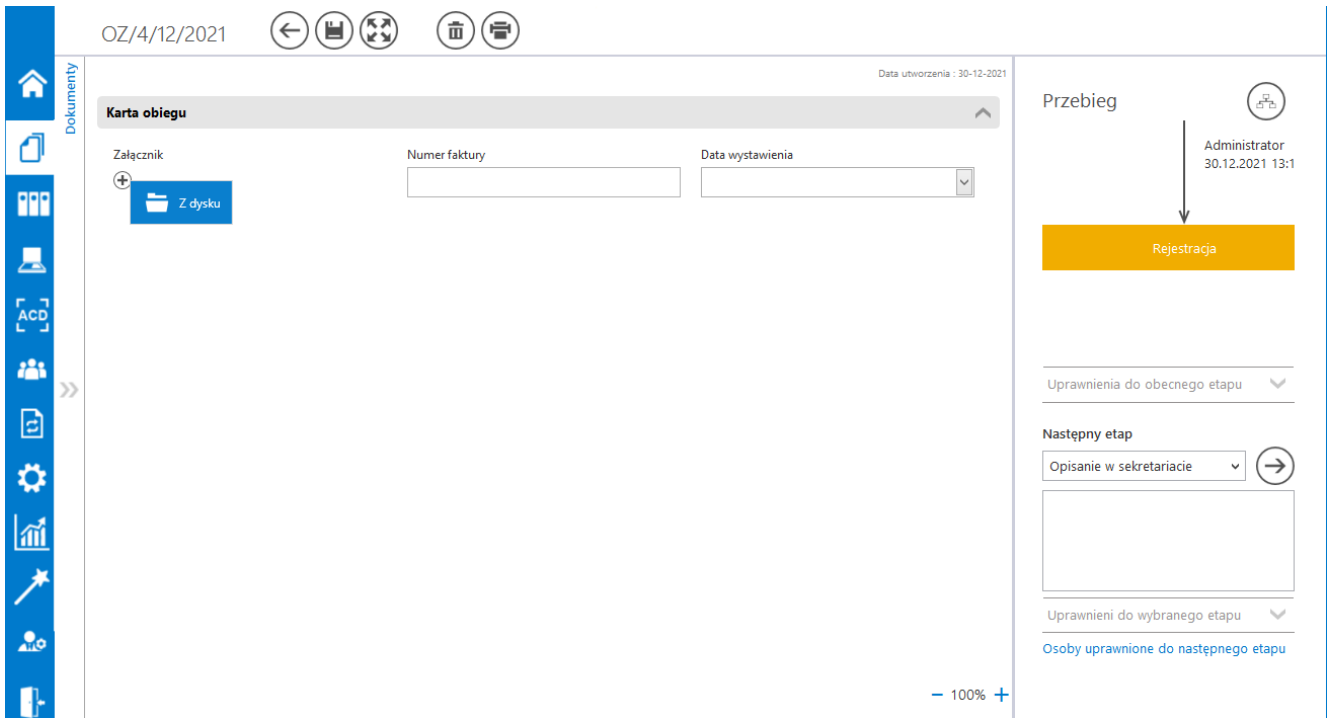 OZ/4/12/2021
Dokumenty
Data utworzenia : 30-12-2021
Karta obiegu
Załącznik
Numer faktury
Data wystawienia
Z dysku
ACD
100%
Przebieg
Administrator
30.12.2021 13:1
Rejestracja
Uprawnienia do obecnego etapu
Następny etap
Opisanie w sekretariacie
Uprawnieni do wybranego etapu
Osoby uprawnione do następnego etapu